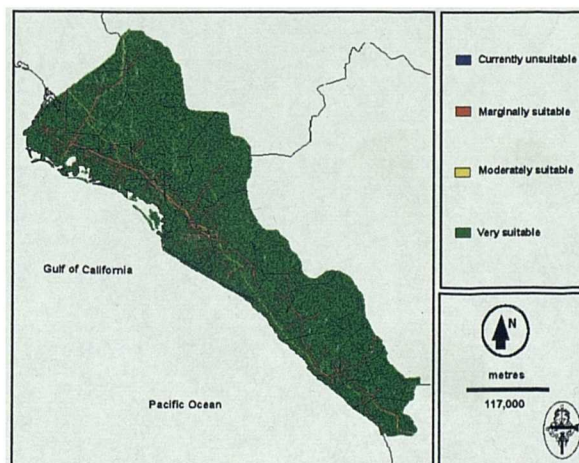 Currently unsuitable
Marginally suitable
Moderately suitable
Very suitable
Gulf of California
Pacific Ocean
N
metres
117,000